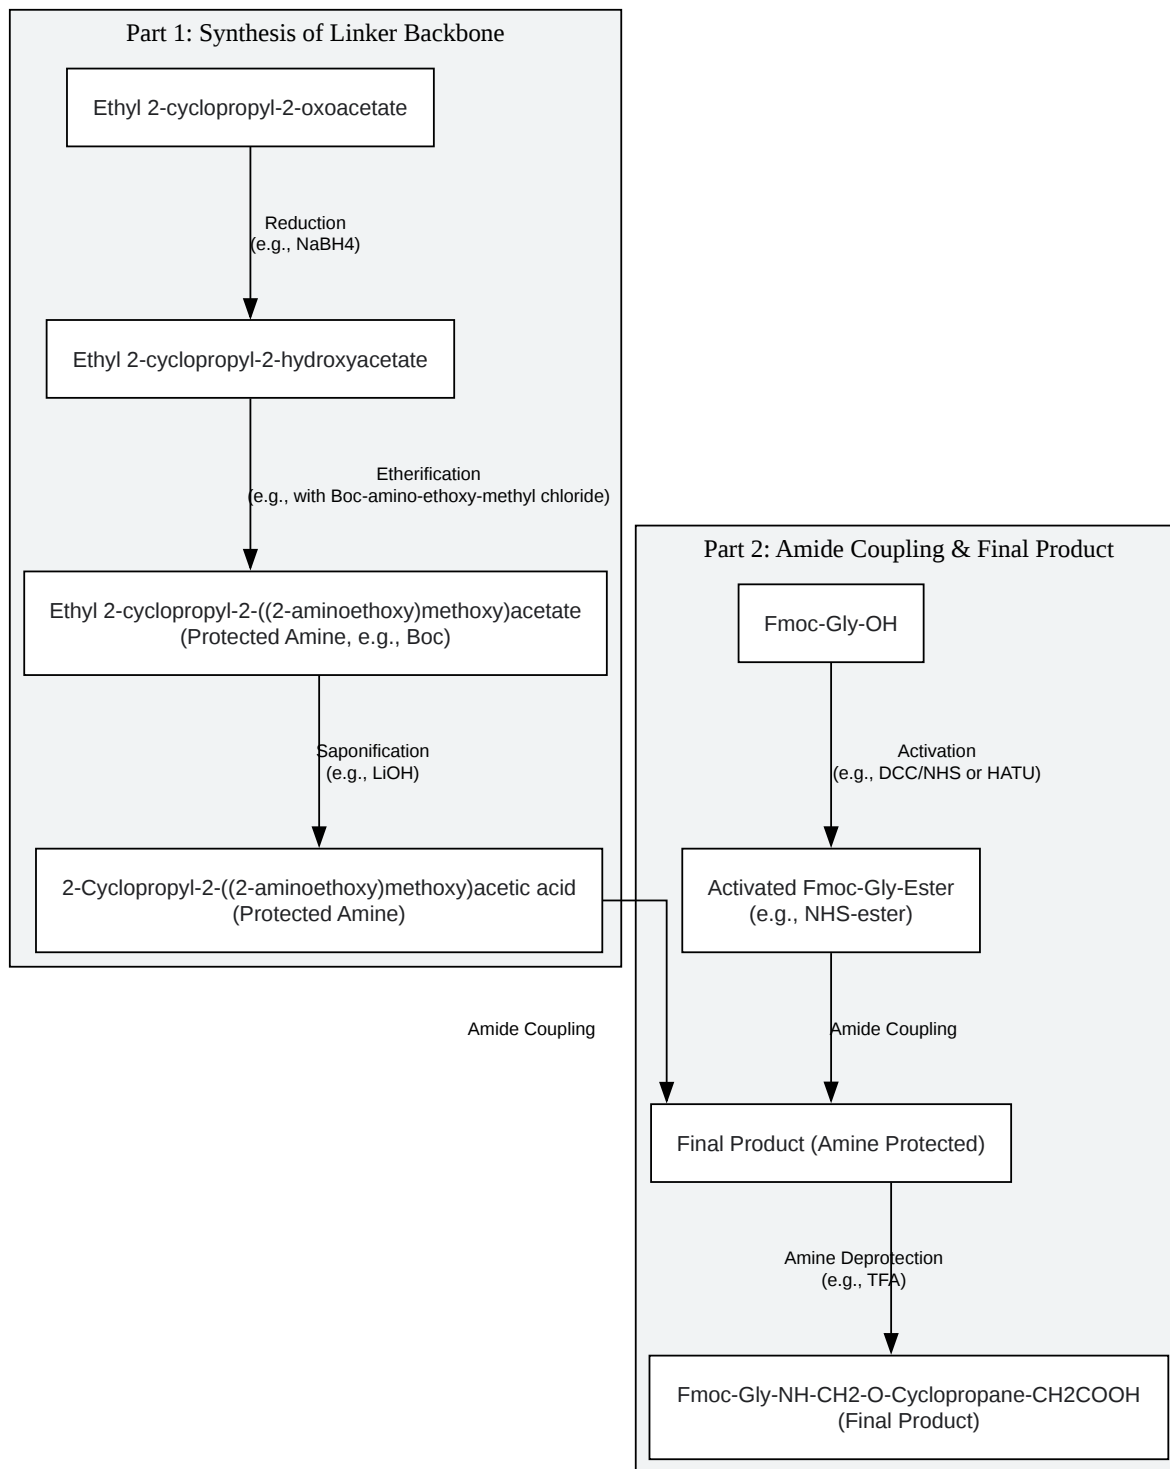 Part 1: Synthesis of Linker Backbone
Ethyl 2-cyclopropyl-2-oxoacetate
Reduction
(e.g., NaBH4)
Ethyl 2-cyclopropyl-2-hydroxyacetate
Etherification
(e.g., with Boc-amino-ethoxy-methyl chloride)
Ethyl 2-cyclopropyl-2-((2-aminoethoxy)methoxy)acetate
(Protected Amine, e.g., Boc)
Saponification
(e.g., LiOH)
2-Cyclopropyl-2-((2-aminoethoxy)methoxy)acetic acid
(Protected Amine)
Amide Coupling
Part 2: Amide Coupling & Final Product
Fmoc-Gly-OH
Activation
(e.g., DCC/NHS or HATU)
Activated Fmoc-Gly-Ester
(e.g., NHS-ester)
Amide Coupling
Final Product (Amine Protected)
Amine Deprotection
(e.g., TFA)
Fmoc-Gly-NH-CH2-O-Cyclopropane-CH2COOH
(Final Product)